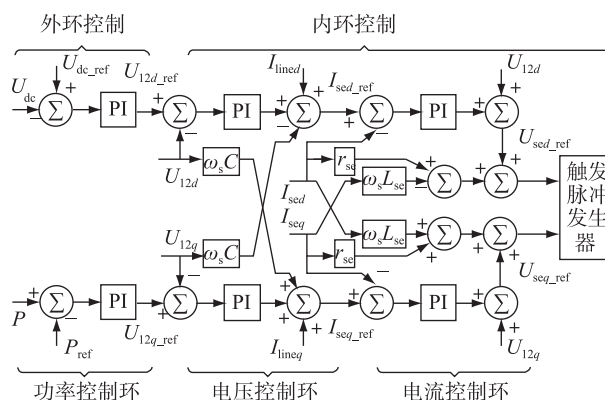 外环控制
内环控制
U_dc_ref
U_12d_ref
I_lined
I_sed_ref
U_12d
U_dc
+
−
∑
PI
+
−
∑
PI
+
−
∑
+
+
−
∑
PI
+
+
∑
U_12d
ω_sC
r_se
ω_sL_se
+
−
∑
+
+
∑
U_sed_ref
I_sed
I_seq
触发脉冲发生器
U_12q
ω_sC
ω_sL_se
r_se
+
+
∑
+
+
∑
U_seq_ref
P
+
−
∑
PI
+
−
∑
PI
+
+
+
∑
+
−
∑
PI
+
+
∑
P_ref
U_12q_ref
I_lineq
I_seq_ref
U_12q
功率控制环
电压控制环
电流控制环